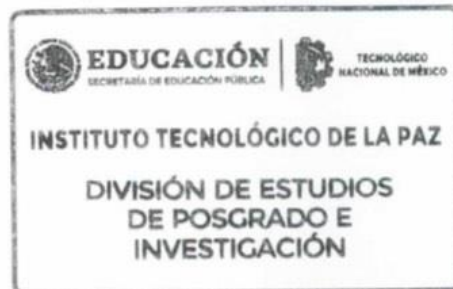 EDUCACIÓN
SECRETARÍA DE EDUCACIÓN PÚBLICA
TECNOLÓGICO
NACIONAL DE MÉXICO
INSTITUTO TECNOLÓGICO DE LA PAZ
DIVISIÓN DE ESTUDIOS
DE POSGRADO E
INVESTIGACIÓN